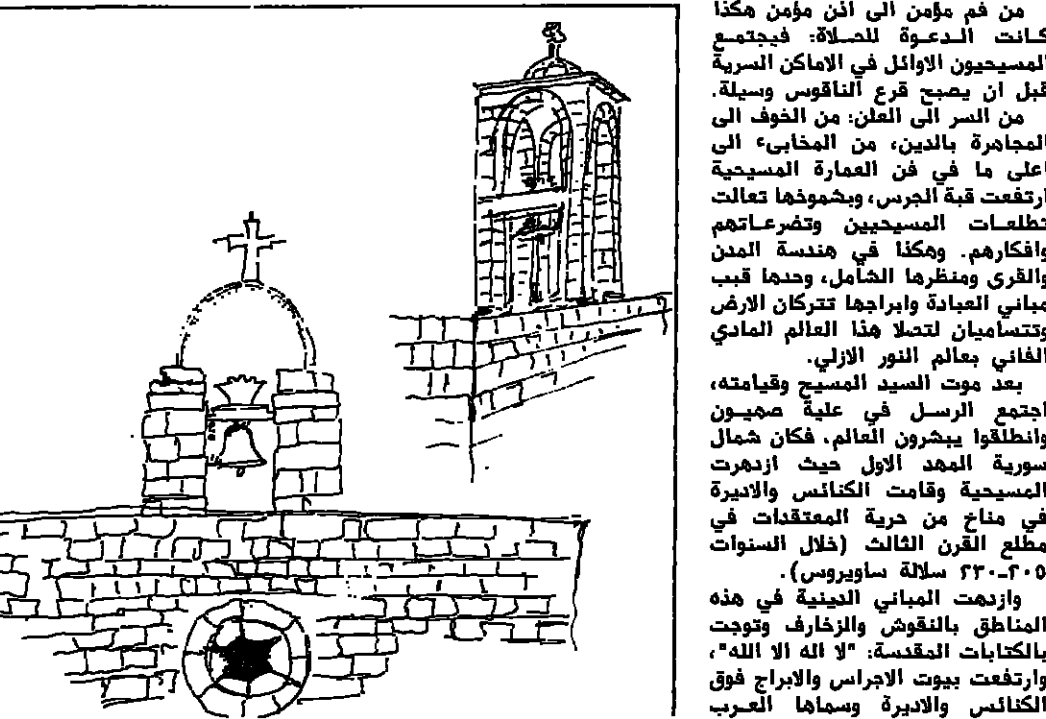 من فم مؤمن الى اذن مؤمن هكذا
كانت الدعوة للصلاة: فيجتمع
المسيحيون الاوائل في الاماكن السرية
قبل ان يصبح قرع الناقوس وسيلة.
من السر الى العلن: من الخوف الى
المجاهرة بالدين، من المخابىء الى
اعلى ما في فن العمارة المسيحية
ارتفعت قبة الجرس، وبشموخها تعالت
تطلعات المسيحيين وتضرعاتهم
وافكارهم. وهكذا في هندسة المدن
والقرى ومنظرها الشامل، وحدها قبب
مباني العبادة وابراجها تتركان الارض
وتتساميان لتصلا هذا العالم المادي
الفاني بعالم النور الازلي.
بعد موت السيد المسيح وقيامته،
اجتمع الرسل في علية صهيون
وانطلقوا يبشرون العالم، فكان شمال
سورية المهد الاول حيث ازدهرت
المسيحية وقامت الكنائس والاديرة
في مناخ من حرية المعتقدات في
مطلع القرن الثالث (خلال السنوات
٢٠٥-٢٣٠ سلالة ساويروس).
وازدهت المباني الدينية في هذه
المناطق بالنقوش والزخارف وتوجت
بالكتابات المقدسة: "لا اله الا الله"،
وارتفعت بيوت الاجراس والابراج فوق
الكنائس والاديرة وسماها العرب